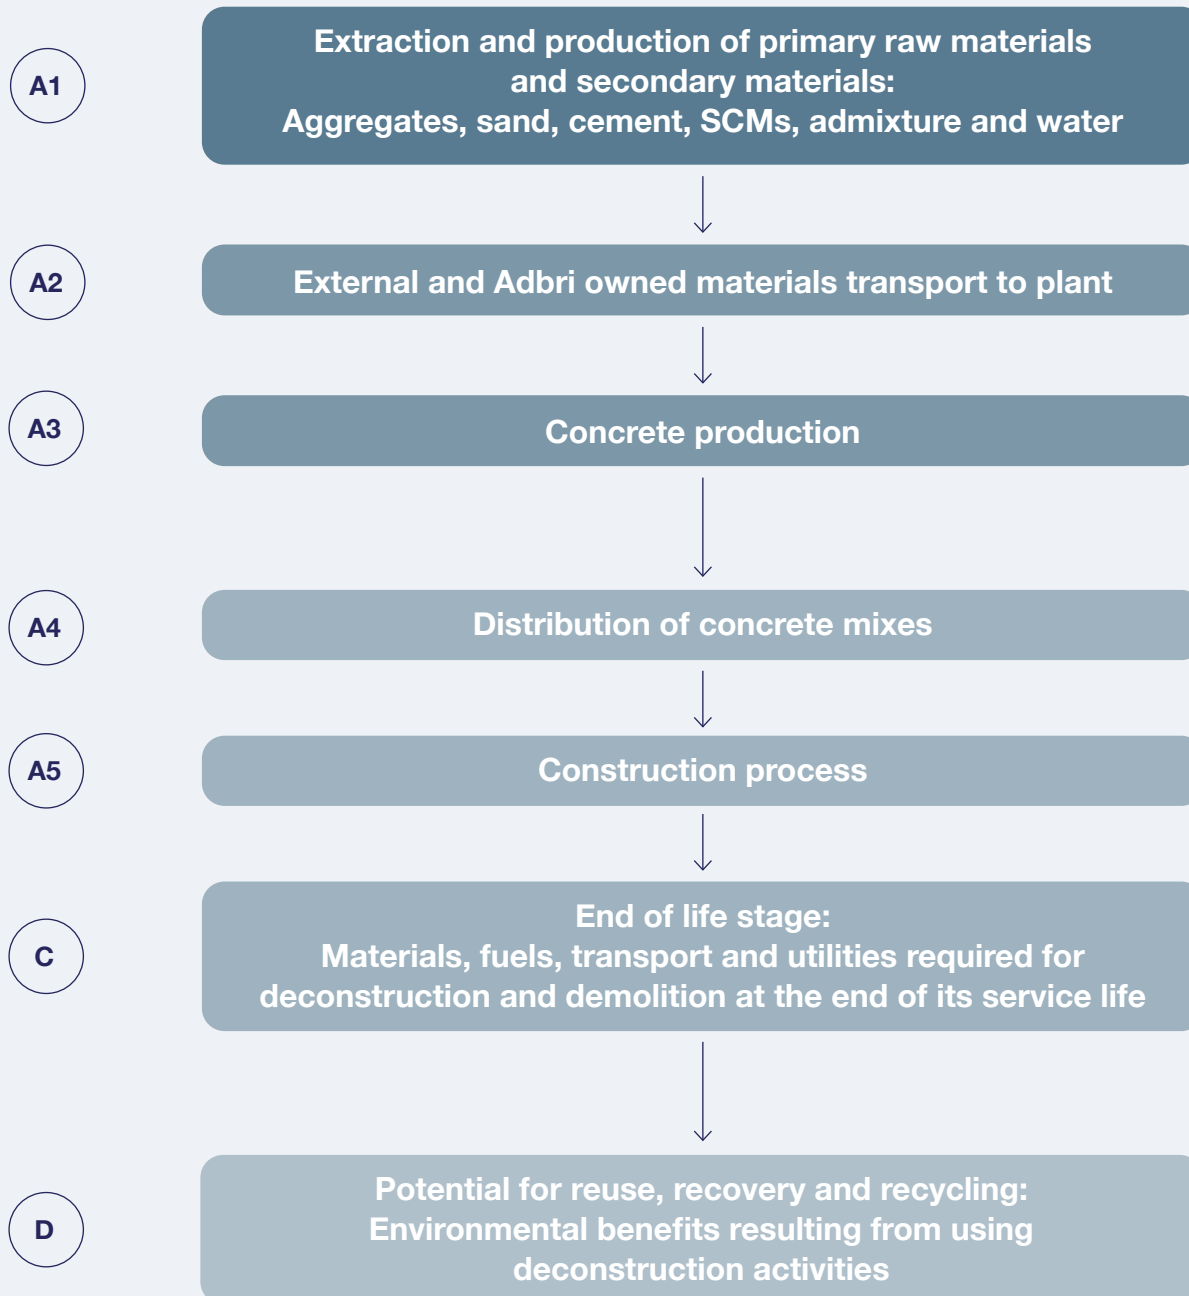 A1
Extraction and production of primary raw materials
and secondary materials:
Aggregates, sand, cement, SCMs, admixture and water
A2
External and Adbri owned materials transport to plant
A3
Concrete production
A4
Distribution of concrete mixes
A5
Construction process
C
End of life stage:
Materials, fuels, transport and utilities required for
deconstruction and demolition at the end of its service life
D
Potential for reuse, recovery and recycling:
Environmental benefits resulting from using
deconstruction activities